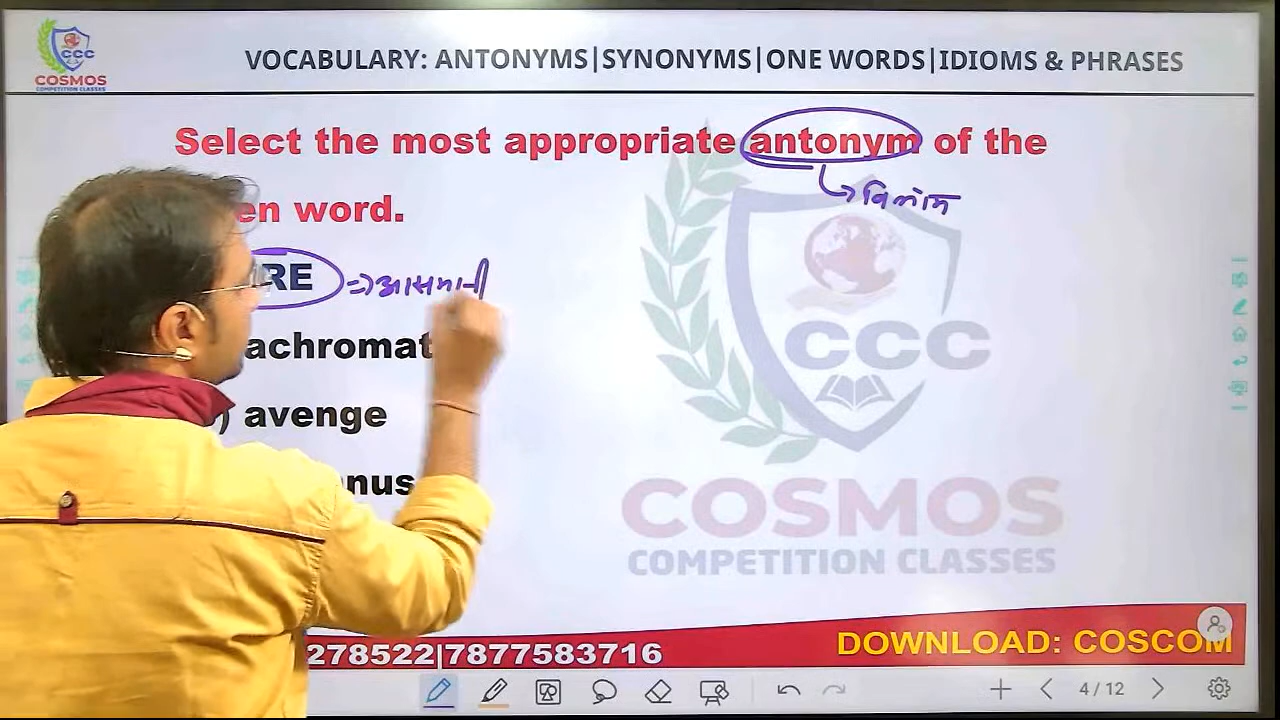 CCC
COSMOS
COMPETITION CLASSES
VOCABULARY: ANTONYMS|SYNONYMS|ONE WORDS|IDIOMS & PHRASES
Select the most appropriate antonym of the
en word.
विलोम
RE => आसमानी
achromat
) avenge
nus
CCC
COSMOS
COMPETITION CLASSES
278522|7877583716
DOWNLOAD: COSCOM
4 / 12